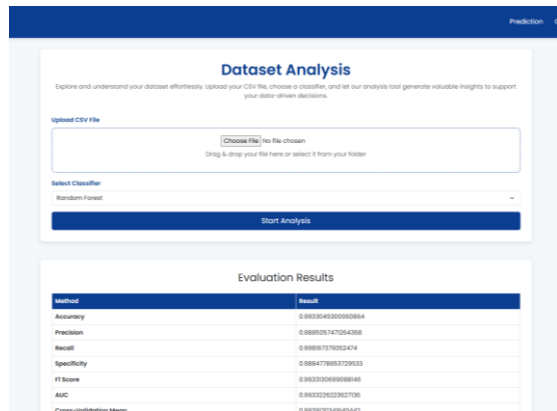 Prediction
Dataset Analysis
Explore and understand your dataset effortlessly. Upload your CSV file, choose a classifier, and let our analysis tool generate valuable insights to support
your data-driven decisions.
Upload CSV File
Choose File No file chosen
Drag & drop your file here or select it from your folder
Select Classifier
Random Forest
Start Analysis
Evaluation Results
Method Result
Accuracy 0.9933049300060864
Precision 0.9885057471264368
Recall 0.998167379352474
Specificity 0.9884778653729533
F1 Score 0.9933130699088146
AUC 0.9933226223627136
Cross-Validation Mean